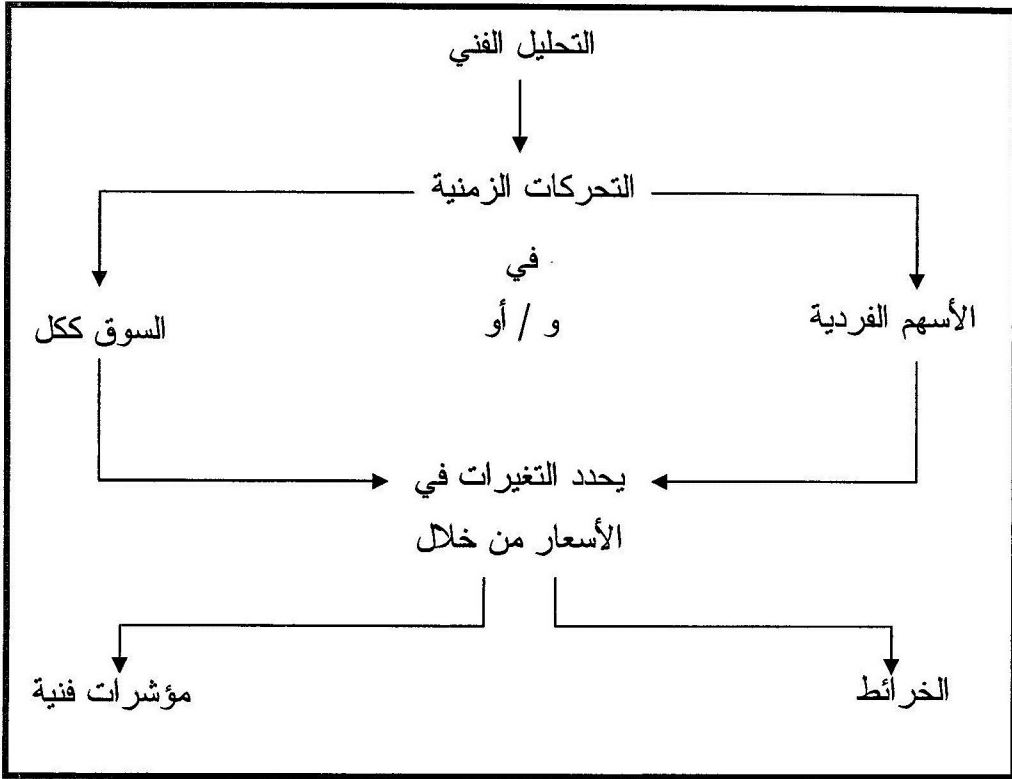 التحليل الفني
التحركات الزمنية
في
الأسهم الفردية
و / أو
السوق ككل
يحدد التغيرات في
الأسعار من خلال
الخرائط
مؤشرات فنية